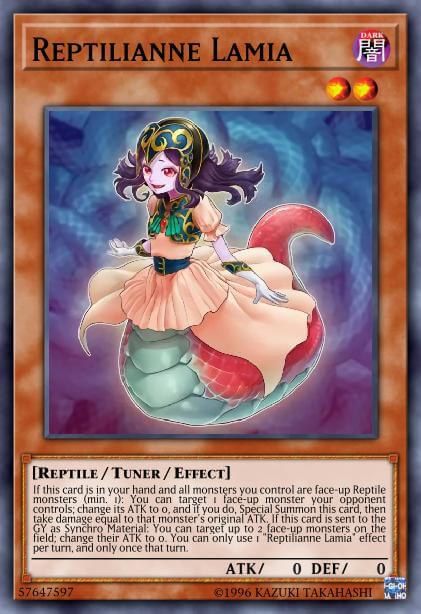 Reptilianne Lamia
DARK
闇
[Reptile / Tuner / Effect]
If this card is in your hand and all monsters you control are face-up Reptile
monsters (min. 1): You can target 1 face-up monster your opponent
controls; change its ATK to 0, and if you do, Special Summon this card, then
take damage equal to that monster's original ATK. If this card is sent to the
GY as Synchro Material: You can target up to 2 face-up monsters on the
field; change their ATK to 0. You can only use 1 "Reptilianne Lamia" effect
per turn, and only once that turn.
ATK/ 0 DEF/ 0
57647597 ©1996 KAZUKI TAKAHASHI